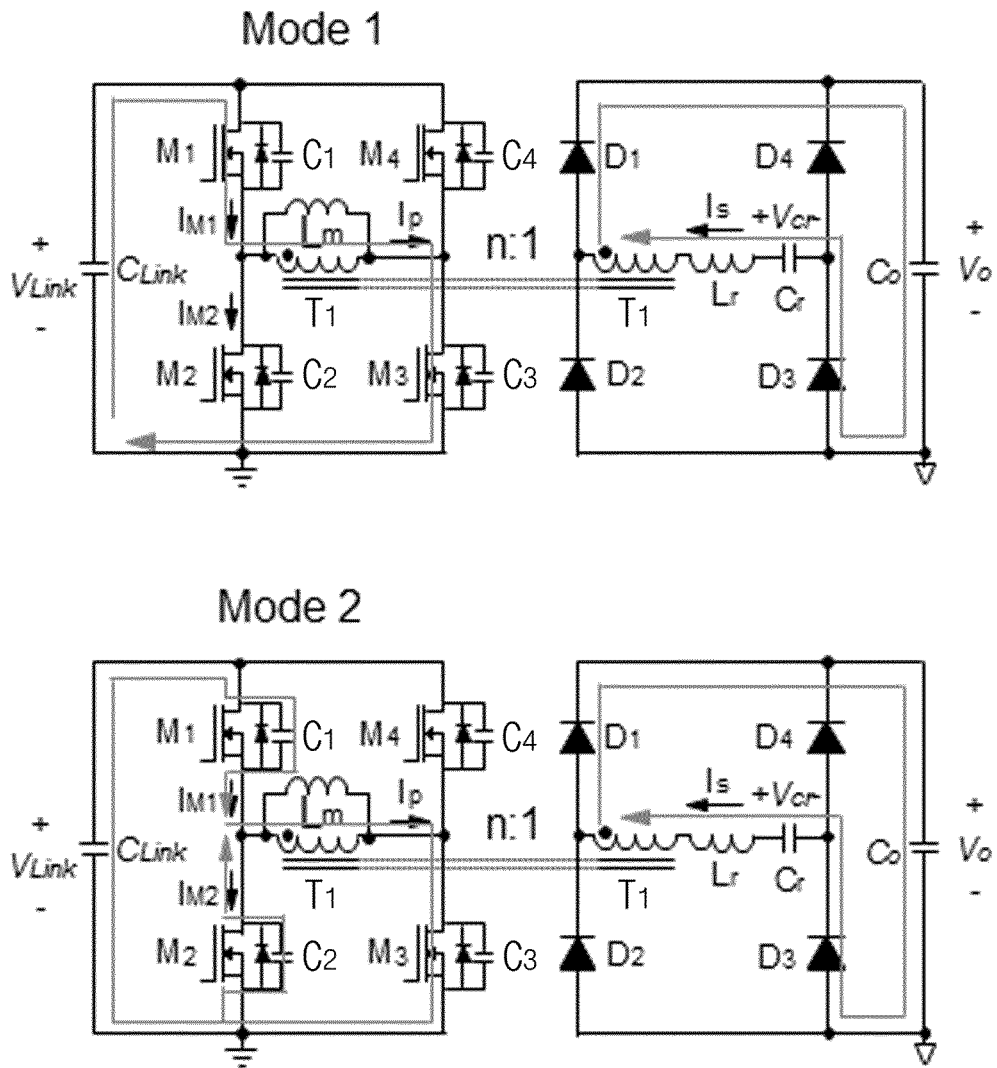 Mode 1
M1 C1 M4 C4 D1 D4
IM1 Lm Ip n:1 Is +Vcr-
+ VLink - CLink Co + Vo -
IM2 T1 T1 Lr Cr
M2 C2 M3 C3 D2 D3
Mode 2
M1 C1 M4 C4 D1 D4
IM1 Lm Ip n:1 Is +Vcr-
+ VLink - CLink Co + Vo -
IM2 T1 T1 Lr Cr
M2 C2 M3 C3 D2 D3